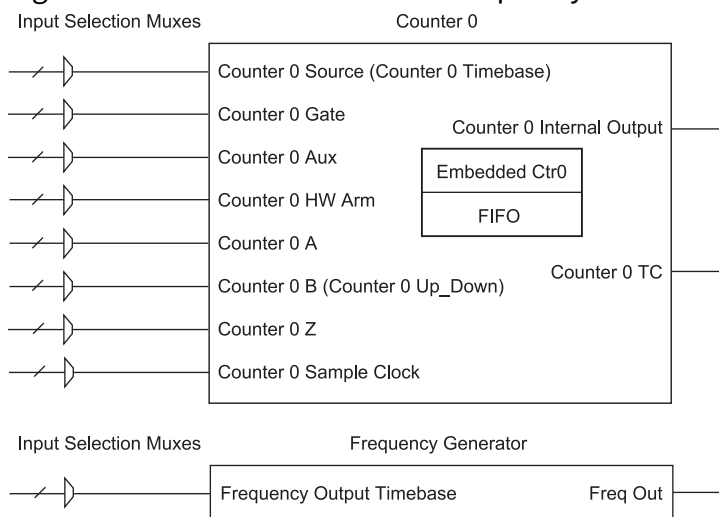 Input Selection Muxes
Counter 0
Counter 0 Source (Counter 0 Timebase)
Counter 0 Gate
Counter 0 Internal Output
Counter 0 Aux
Embedded Ctr0
Counter 0 HW Arm
FIFO
Counter 0 A
Counter 0 TC
Counter 0 B (Counter 0 Up_Down)
Counter 0 Z
Counter 0 Sample Clock
Input Selection Muxes
Frequency Generator
Frequency Output Timebase
Freq Out